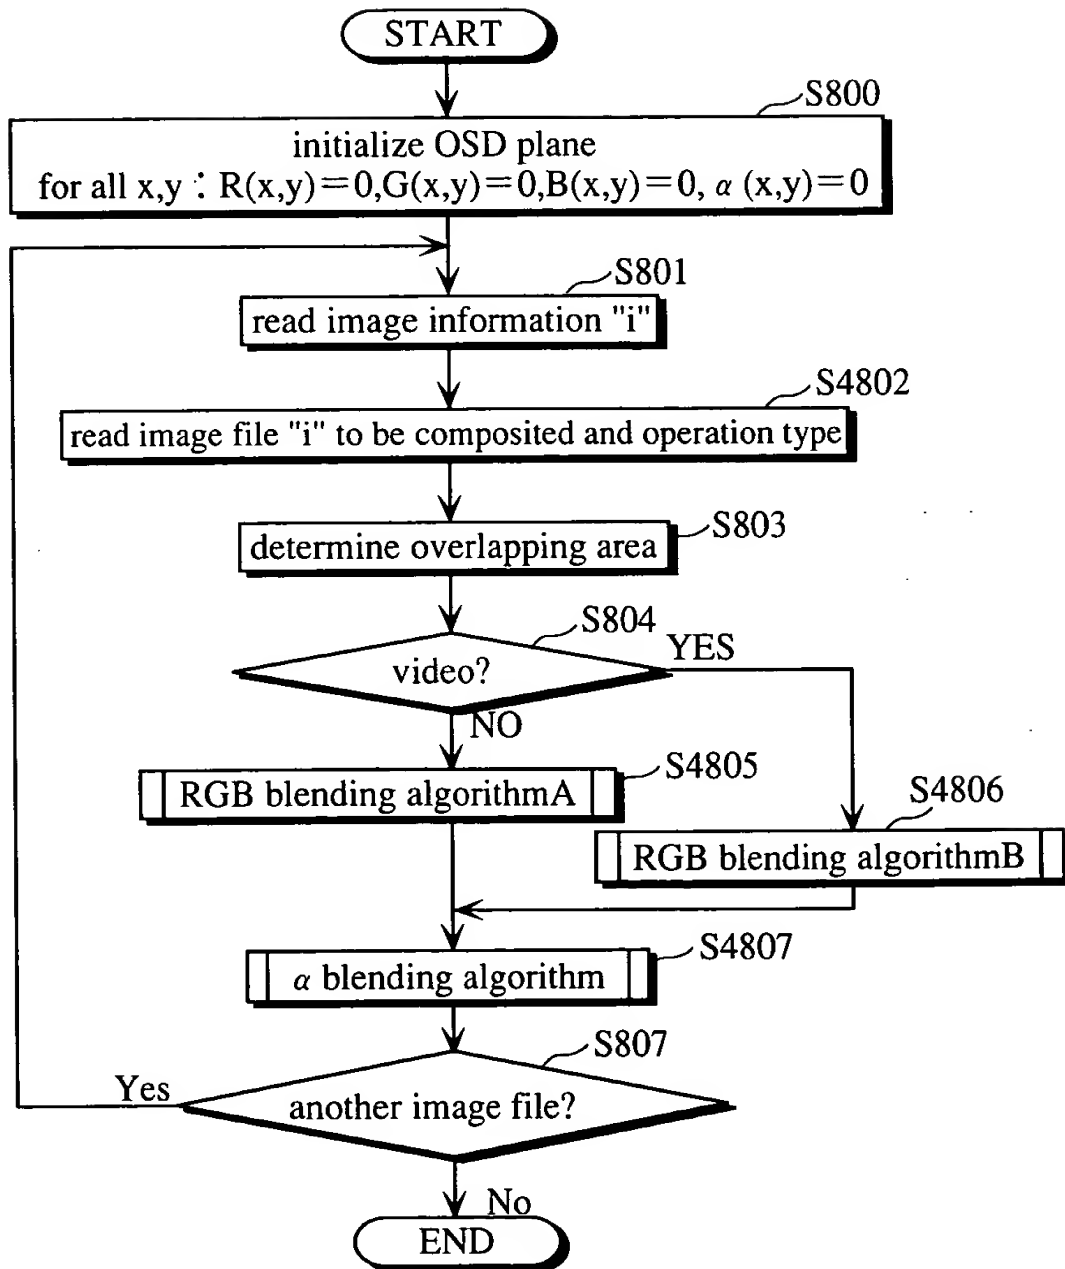 START
S800
initialize OSD plane
for all x,y : R(x,y)=0,G(x,y)=0,B(x,y)=0, α (x,y)=0
S801
read image information "i"
S4802
read image file "i" to be composited and operation type
S803
determine overlapping area
S804
video?
YES
NO
S4805
RGB blending algorithmA
S4806
RGB blending algorithmB
S4807
α blending algorithm
S807
Yes
another image file?
No
END